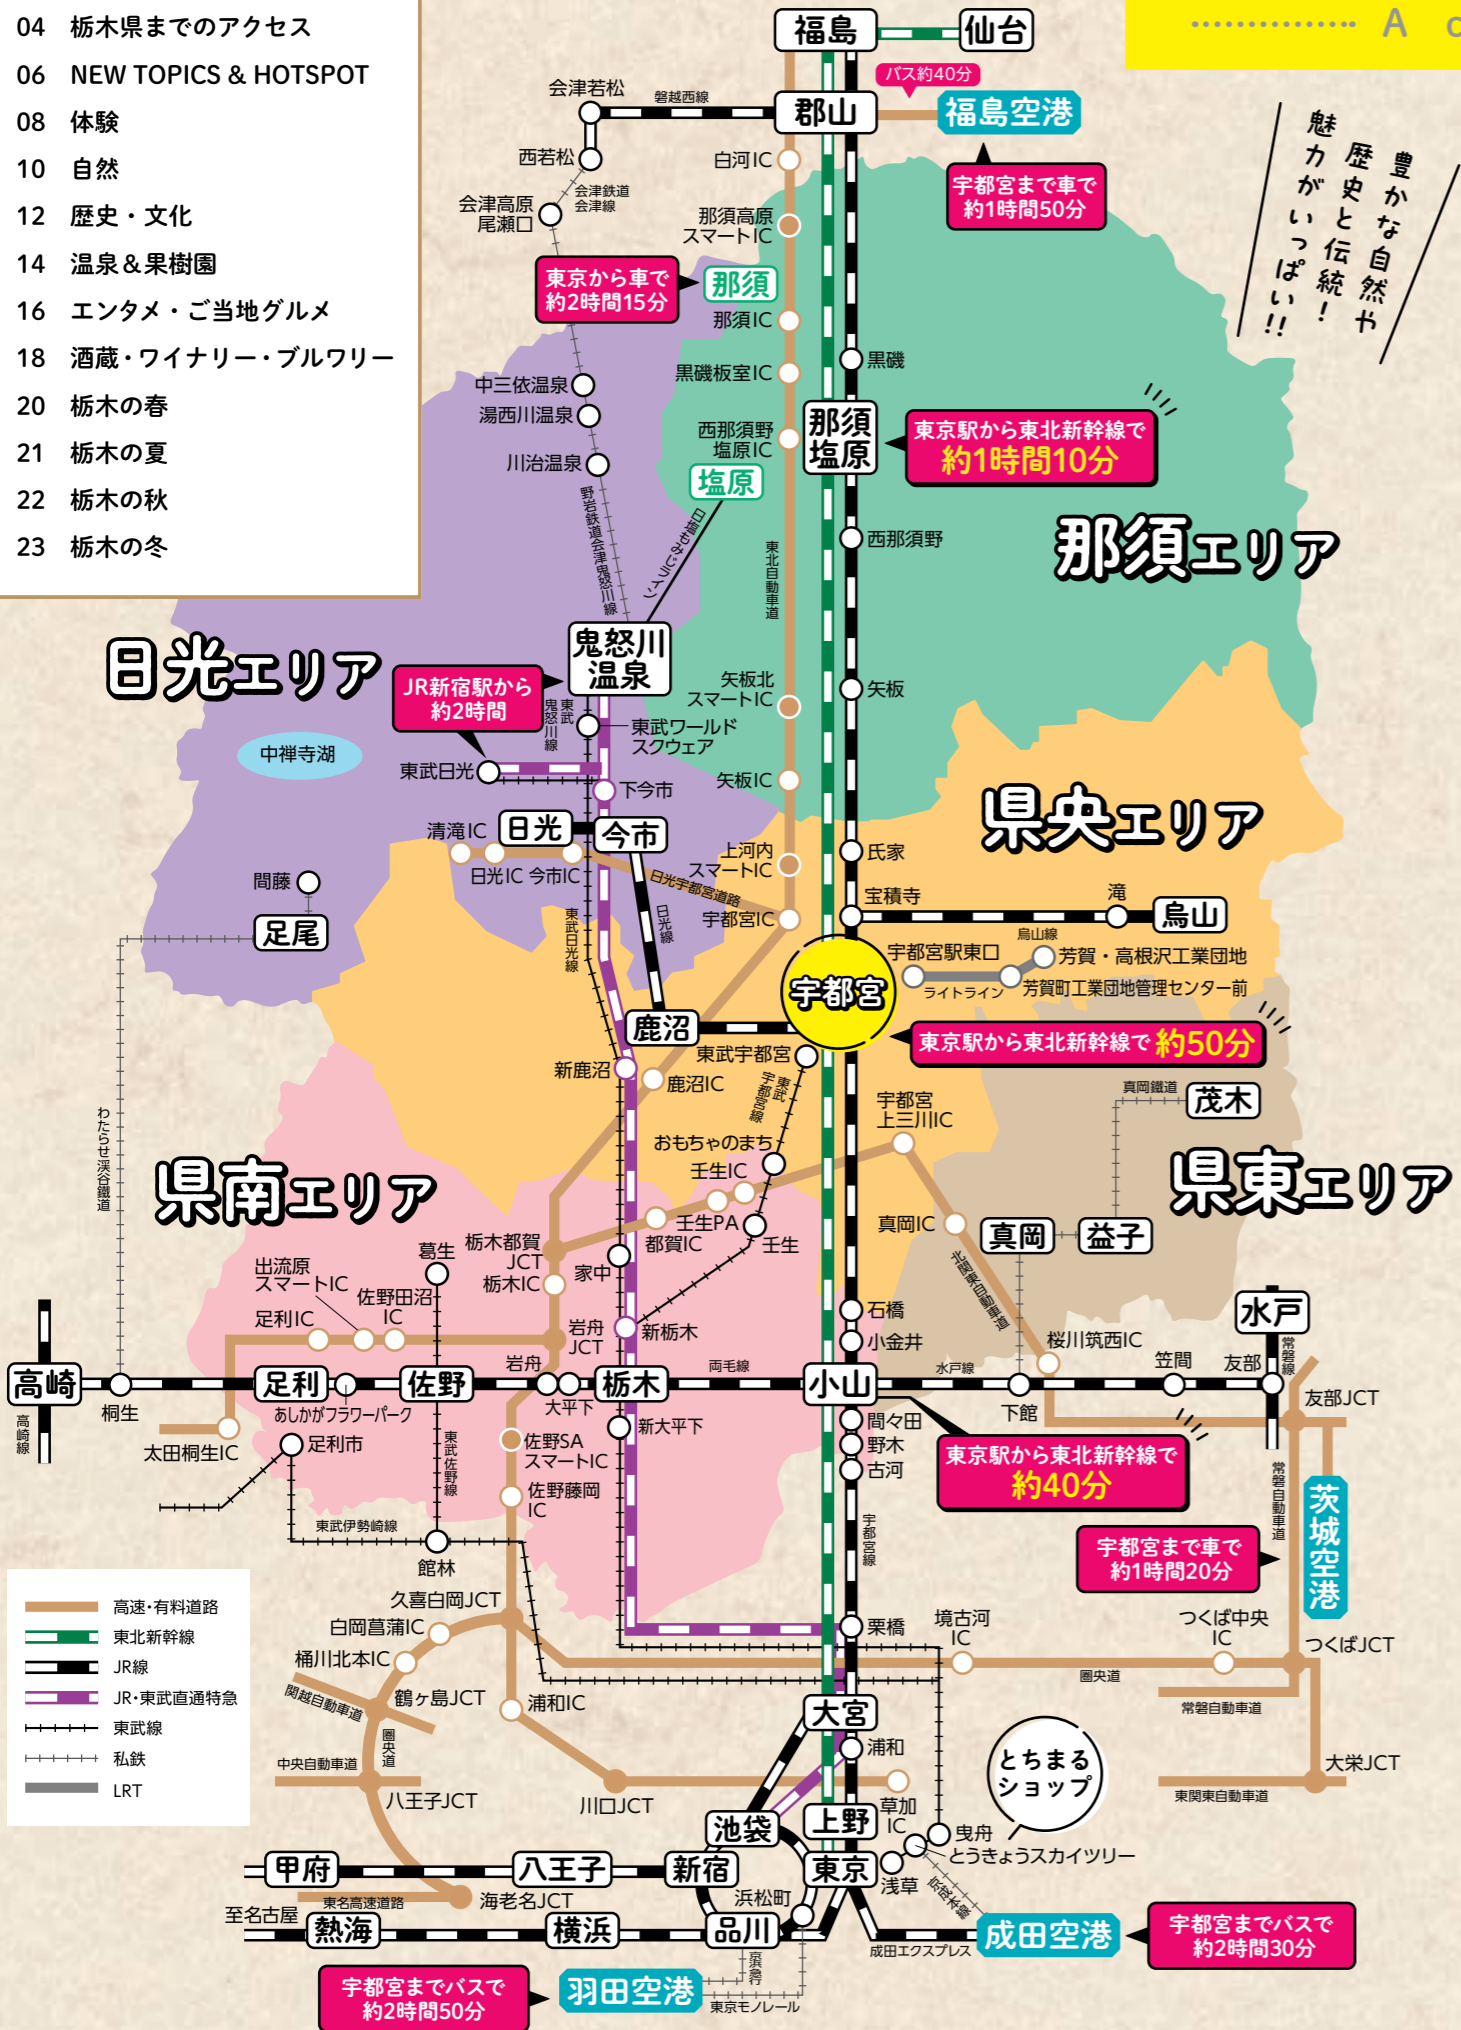 04 栃木県までのアクセス
06 NEW TOPICS & HOTSPOT
08 体験
10 自然
12 歴史・文化
14 温泉＆果樹園
16 エンタメ・ご当地グルメ
18 酒蔵・ワイナリー・ブルワリー
20 栃木の春
21 栃木の夏
22 栃木の秋
23 栃木の冬
A
豊かな自然や
歴史と伝統！
魅力がいっぱい!!
福島
仙台
バス約40分
会津若松
磐越西線
郡山
福島空港
西若松
白河IC
宇都宮まで車で
約1時間50分
会津鉄道
会津線
会津高原
尾瀬口
那須高原
スマートIC
東京から車で
約2時間15分
那須
那須IC
黒磯
黒磯板室IC
中三依温泉
湯西川温泉
西那須野
塩原IC
那須
塩原
東京駅から東北新幹線で
約1時間10分
川治温泉
塩原
野岩鉄道会津鬼怒川線
日塩もみじライン
東北自動車道
西那須野
那須エリア
日光エリア
鬼怒川
温泉
JR新宿駅から
約2時間
東武
鬼怒川線
東武ワールド
スクウェア
矢板北
スマートIC
矢板
中禅寺湖
東武日光
下今市
矢板IC
県央エリア
清滝IC
日光
今市
日光IC
今市IC
上河内
スマートIC
氏家
日光宇都宮道路
間藤
足尾
東武日光線
日光線
宇都宮IC
宝積寺
滝
烏山
烏山線
宇都宮駅東口
芳賀・高根沢工業団地
ライトライン
芳賀町工業団地管理センター前
宇都宮
鹿沼
東京駅から東北新幹線で 約50分
東武宇都宮
新鹿沼
鹿沼IC
東武
宇都宮線
宇都宮
上三川IC
真岡鐵道
茂木
わたらせ渓谷鐵道
おもちゃのまち
壬生IC
県南エリア
県東エリア
壬生PA
都賀IC
壬生
真岡IC
真岡
益子
北関東自動車道
栃木都賀
JCT
葛生
家中
出流原
スマートIC
栃木IC
佐野田沼
IC
足利IC
岩舟
JCT
新栃木
石橋
小金井
水戸
常磐線
桜川筑西IC
笠間
友部
高崎
足利
佐野
岩舟
栃木
両毛線
小山
水戸線
桐生
あしかがフラワーパーク
大平下
下館
友部JCT
高崎線
太田桐生IC
足利市
東武佐野線
佐野SA
スマートIC
新大平下
間々田
野木
古河
東京駅から東北新幹線で
約40分
常磐自動車道
茨城空港
佐野藤岡
IC
東武伊勢崎線
宇都宮線
宇都宮まで車で
約1時間20分
館林
高速・有料道路
東北新幹線
JR線
JR・東武直通特急
東武線
私鉄
LRT
久喜白岡JCT
白岡菖蒲IC
桶川北本IC
栗橋
境古河
IC
つくば中央
IC
つくばJCT
圏央道
関越自動車道
鶴ヶ島JCT
浦和IC
大宮
常磐自動車道
圏央道
中央自動車道
浦和
とちまる
ショップ
大栄JCT
八王子JCT
川口JCT
草加
IC
東関東自動車道
池袋
上野
曳舟
とうきょうスカイツリー
甲府
八王子
新宿
東京
浅草
東名高速道路
海老名JCT
浜松町
京成本線
至名古屋
熱海
横浜
品川
成田エクスプレス
成田空港
宇都宮までバスで
約2時間30分
京浜急行
宇都宮までバスで
約2時間50分
羽田空港
東京モノレール